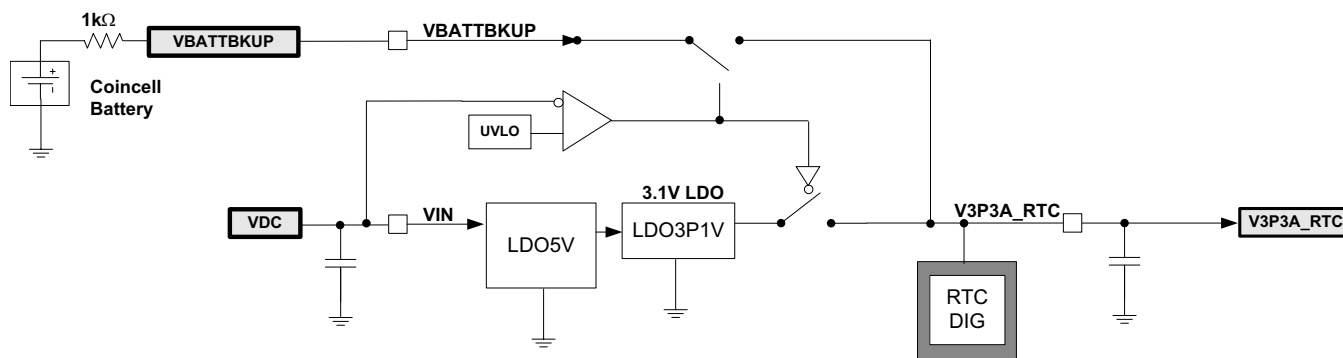 1kΩ
VBATTBKUP
VBATTBKUP
+
-
Coincell
Battery
UVLO
3.1V LDO
VDC
VIN
LDO5V
LDO3P1V
V3P3A_RTC
V3P3A_RTC
RTC
DIG